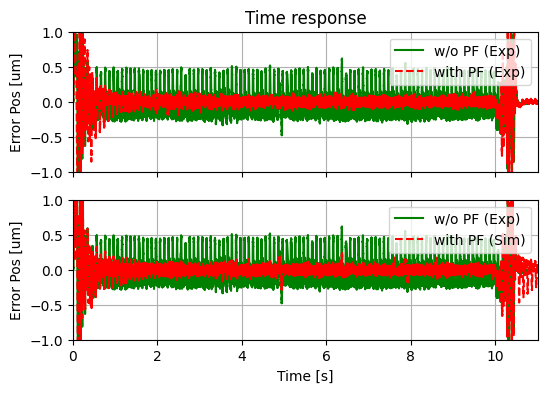 Time response
1.0
0.5
0.0
−0.5
−1.0
Error Pos [um]
w/o PF (Exp)
with PF (Exp)
1.0
0.5
0.0
−0.5
−1.0
Error Pos [um]
w/o PF (Exp)
with PF (Sim)
0 2 4 6 8 10
Time [s]